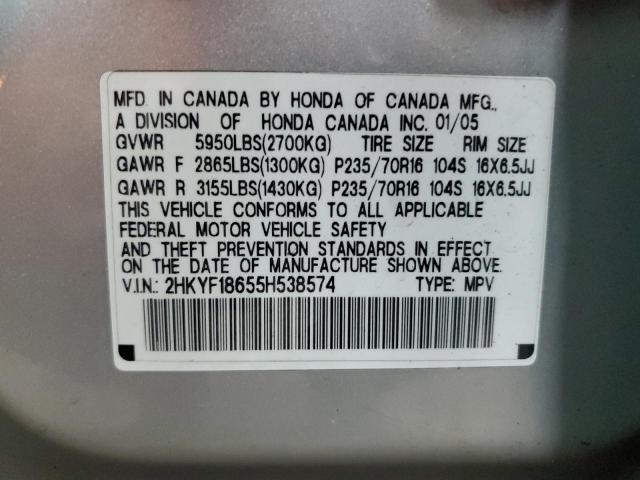 MFD. IN CANADA BY HONDA OF CANADA MFG.,
A DIVISION OF HONDA CANADA INC. 01/05
GVWR 5950LBS(2700KG) TIRE SIZE RIM SIZE
GAWR F 2865LBS(1300KG) P235/70R16 104S 16X6.5JJ
GAWR R 3155LBS(1430KG) P235/70R16 104S 16X6.5JJ
THIS VEHICLE CONFORMS TO ALL APPLICABLE
FEDERAL MOTOR VEHICLE SAFETY
AND THEFT PREVENTION STANDARDS IN EFFECT
ON THE DATE OF MANUFACTURE SHOWN ABOVE.
V.I.N.: 2HKYF18655H538574 TYPE: MPV